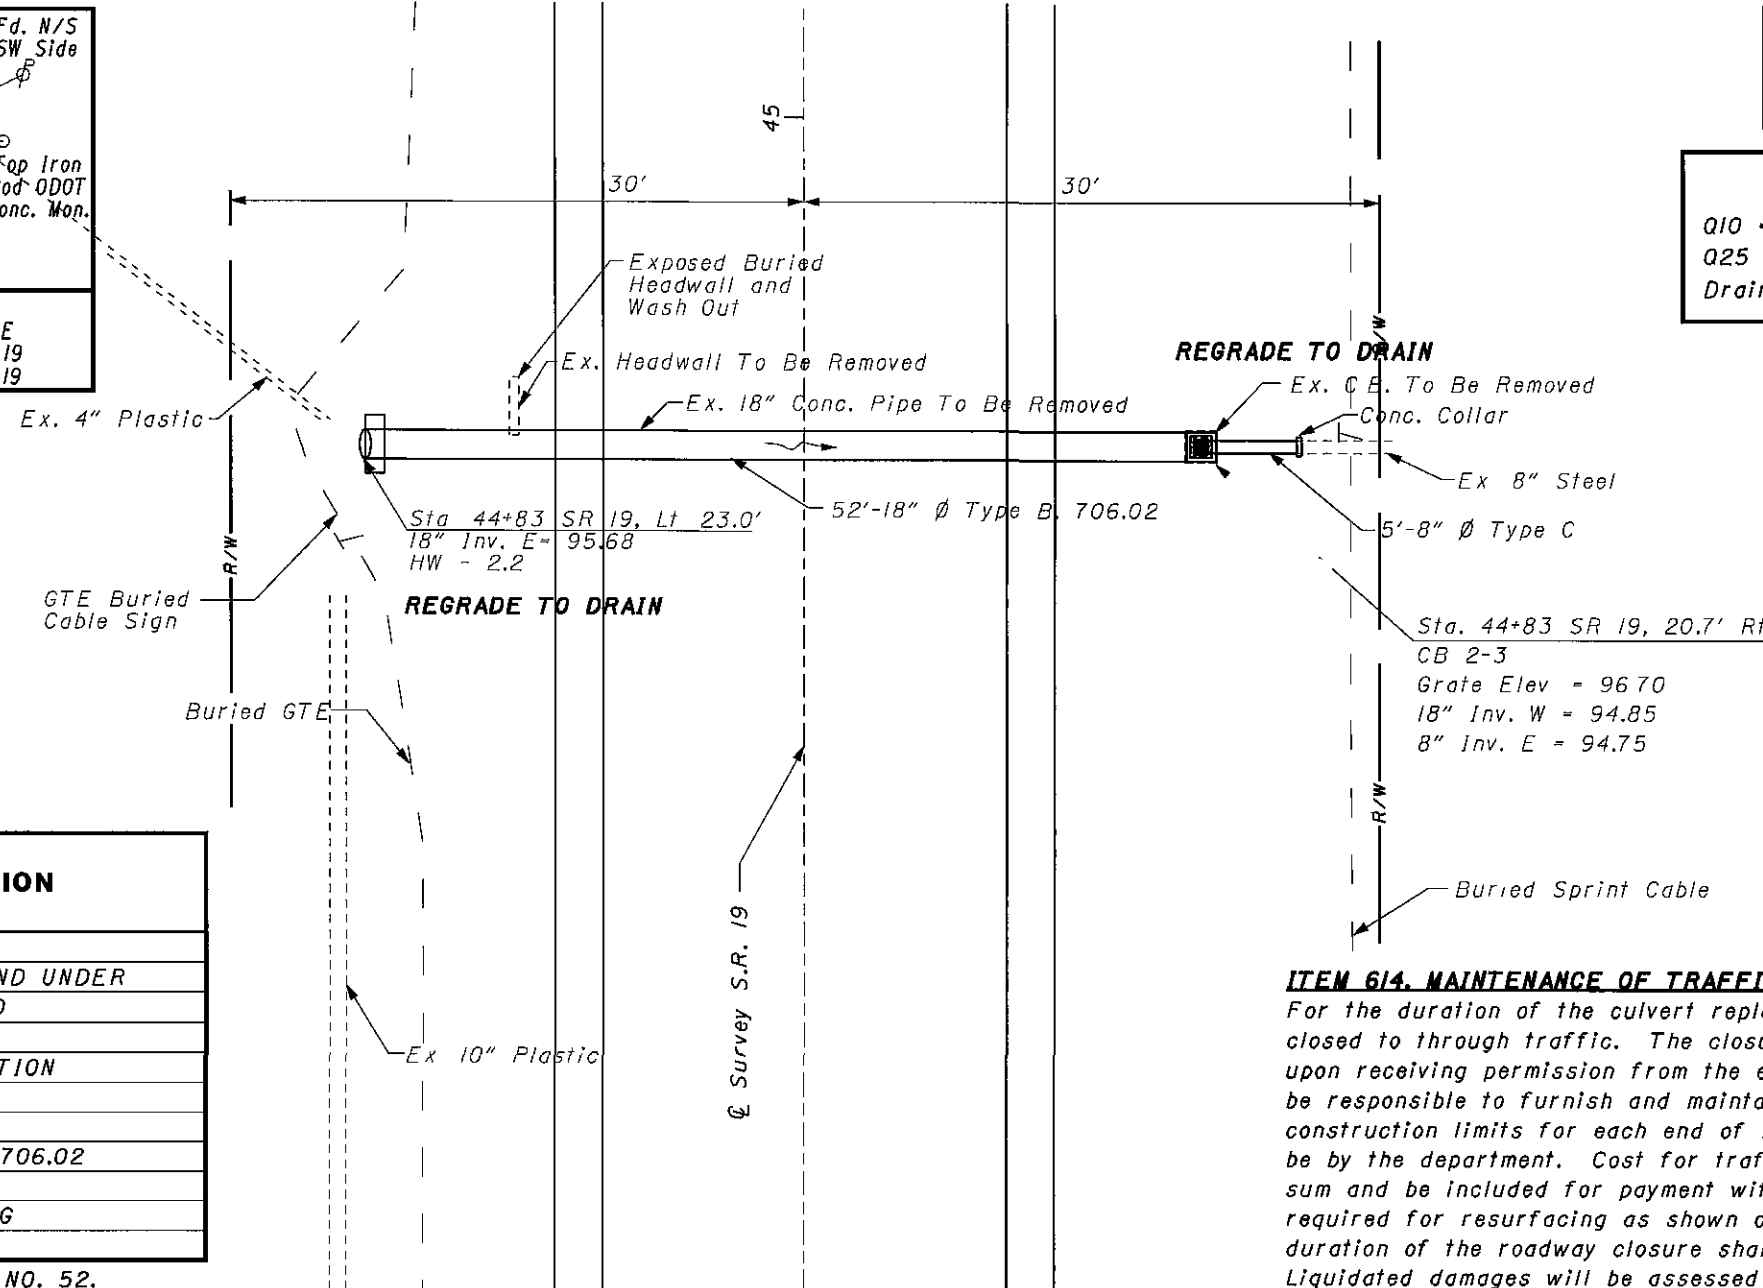 Fd. N/S
SW Side
P
Top Iron
Rod ODOT
Conc. Mon.
E
19
19
45
30'
30'
Q10
Q25
Drain
Exposed Buried
Headwall and
Wash Out
R/W
REGRADE TO DRAIN
Ex. Headwall To Be Removed
Ex. C B. To Be Removed
Ex. 4" Plastic
Ex. 18" Conc. Pipe To Be Removed
Conc. Collar
Ex 8" Steel
Sta 44+83 SR 19, Lt 23.0'
18" Inv. E= 95.68
HW - 2.2
52'-18" Ø Type B, 706.02
5'-8" Ø Type C
R/W
GTE Buried
Cable Sign
REGRADE TO DRAIN
Sta. 44+83 SR 19, 20.7' Rt
CB 2-3
Grate Elev = 96 70
18" Inv. W = 94.85
8" Inv. E = 94.75
Buried GTE
R/W
ION
ND UNDER
TION
706.02
G
NO. 52.
℄ Survey S.R. 19
Buried Sprint Cable
Ex 10" Plastic
ITEM 614. MAINTENANCE OF TRAFFI
For the duration of the culvert repl
closed to through traffic. The closu
upon receiving permission from the e
be responsible to furnish and mainta
construction limits for each end of
be by the department. Cost for traf
sum and be included for payment wit
required for resurfacing as shown o
duration of the roadway closure shal
Liquidated damages will be assessed